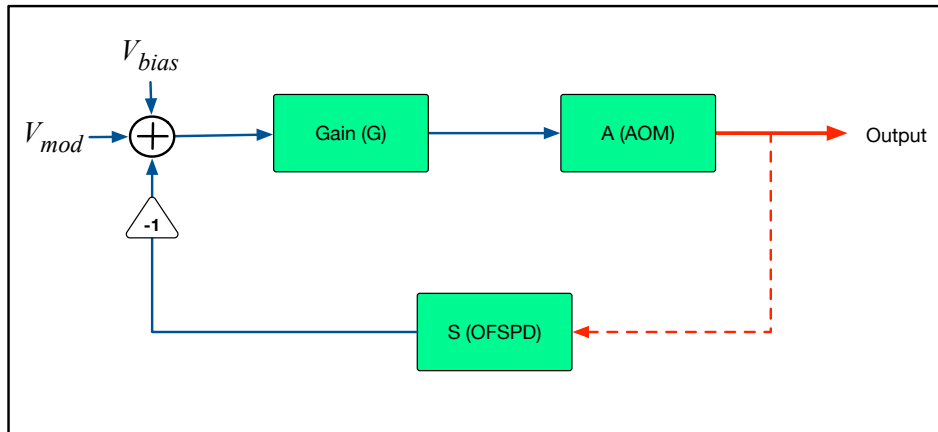 V_bias
V_mod
Gain (G)
A (AOM)
Output
-1
S (OFSPD)